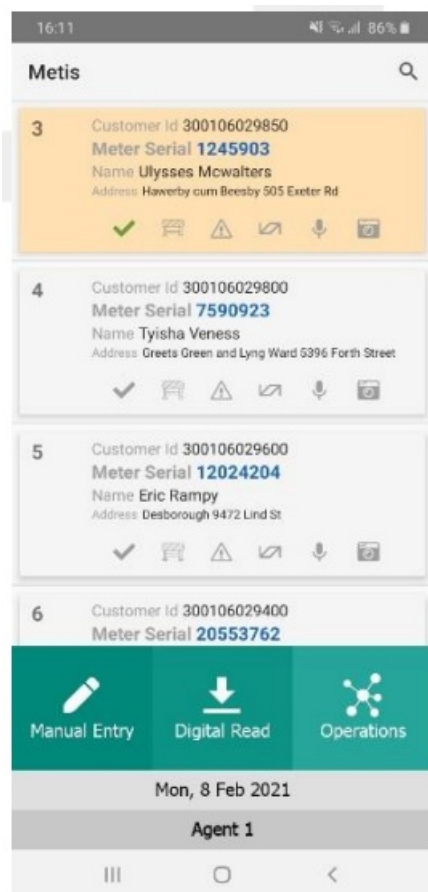 16:11 86%
Metis
3 Customer Id 300106029850
Meter Serial 1245903
Name Ulysses Mcwalters
Address Hawerby cum Beesby 505 Exeter Rd
4 Customer Id 300106029800
Meter Serial 7590923
Name Tyisha Veness
Address Greets Green and Lyng Ward 5396 Forth Street
5 Customer Id 300106029600
Meter Serial 12024204
Name Eric Rampy
Address Desborough 9472 Lind St
6 Customer Id 300106029400
Meter Serial 20553762
Manual Entry Digital Read Operations
Mon, 8 Feb 2021
Agent 1